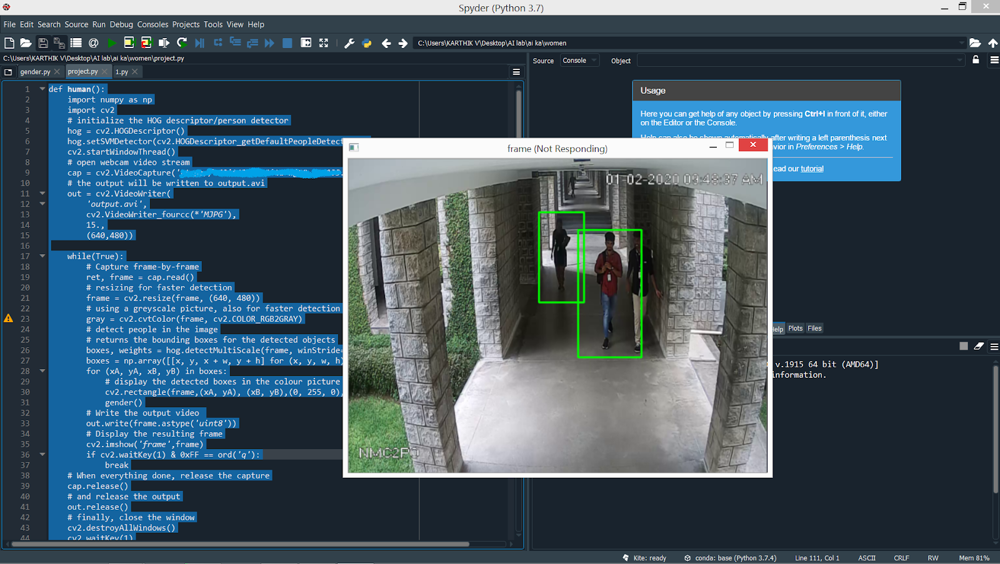 Spyder (Python 3.7)
File Edit Search Source Run Debug Consoles Projects Tools View Help
C:\Users\KARTHIK V\Desktop\AI lab\ai ka\women
C:\Users\KARTHIK V\Desktop\AI lab\ai ka\women\project.py
gender.py project.py 1.py
1 def human():
2 import numpy as np
3 import cv2
4 # initialize the HOG descriptor/person detector
5 hog = cv2.HOGDescriptor()
6 hog.setSVMDetector(cv2.HOGDescriptor_getDefaultPeopleDetect
7 cv2.startWindowThread()
8 # open webcam video stream
9 cap = cv2.VideoCapture('
10 # the output will be written to output.avi
11 out = cv2.VideoWriter(
12 'output.avi',
13 cv2.VideoWriter_fourcc(*'MJPG'),
14 15.,
15 (640,480))
16
17 while(True):
18 # Capture frame-by-frame
19 ret, frame = cap.read()
20 # resizing for faster detection
21 frame = cv2.resize(frame, (640, 480))
22 # using a greyscale picture, also for faster detection
23 gray = cv2.cvtColor(frame, cv2.COLOR_RGB2GRAY)
24 # detect people in the image
25 # returns the bounding boxes for the detected objects
26 boxes, weights = hog.detectMultiScale(frame, winStride=
27 boxes = np.array([[x, y, x + w, y + h] for (x, y, w, h)
28 for (xA, yA, xB, yB) in boxes:
29 # display the detected boxes in the colour picture
30 cv2.rectangle(frame,(xA, yA), (xB, yB),(0, 255, 0),
31 gender()
32 # Write the output video
33 out.write(frame.astype('uint8'))
34 # Display the resulting frame
35 cv2.imshow('frame',frame)
36 if cv2.waitKey(1) & 0xFF == ord('q'):
37 break
38 # When everything done, release the capture
39 cap.release()
40 # and release the output
41 out.release()
42 # finally, close the window
43 cv2.destroyAllWindows()
44 cv2.waitKey(1)
frame (Not Responding)
01-02-2020 09:48:37 AM
NMC2PO
Source Console Object
Usage
Here you can get help of any object by pressing Ctrl+I in front of it, either
on the Editor or the Console.
Help can also be shown automatically after writing a left parenthesis next
vior in Preferences > Help.
ead our tutorial
elp Plots Files
v.1915 64 bit (AMD64)]
information.
Kite: ready conda: base (Python 3.7.4) Line 111, Col 1 ASCII CRLF RW Mem 81%